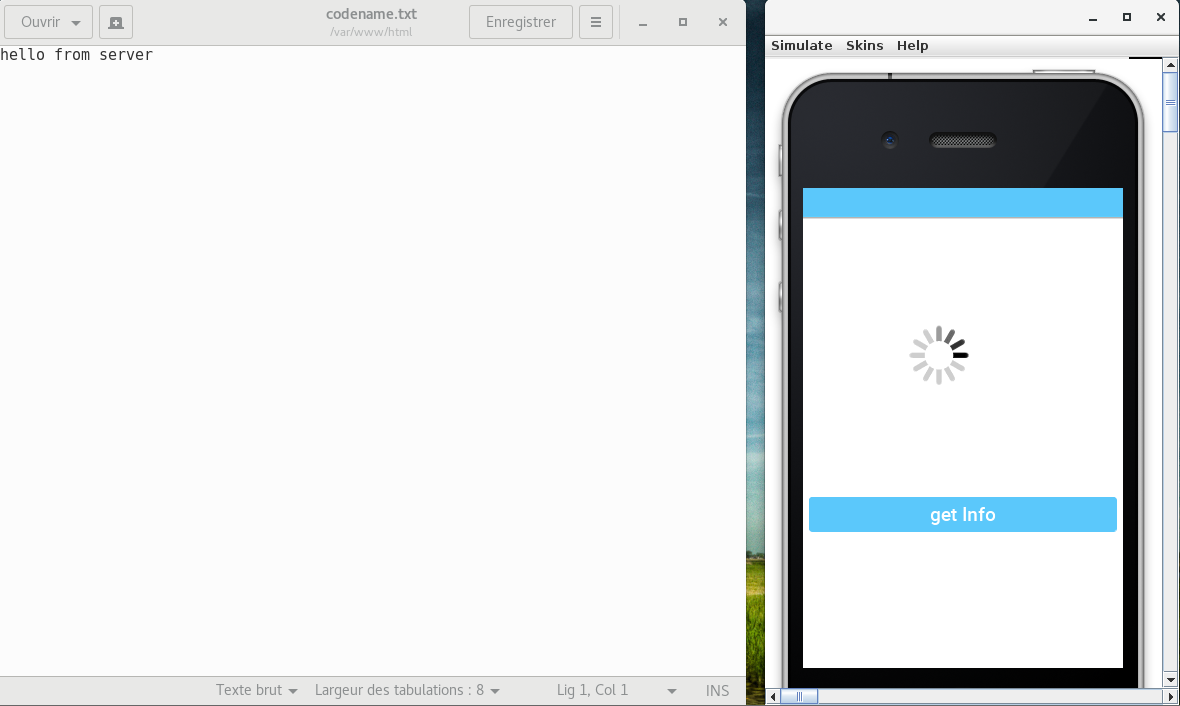 Ouvrir
codename.txt
/var/www/html
Enregistrer
hello from server
Texte brut
Largeur des tabulations : 8
Lig 1, Col 1
INS
Simulate Skins Help
get Info